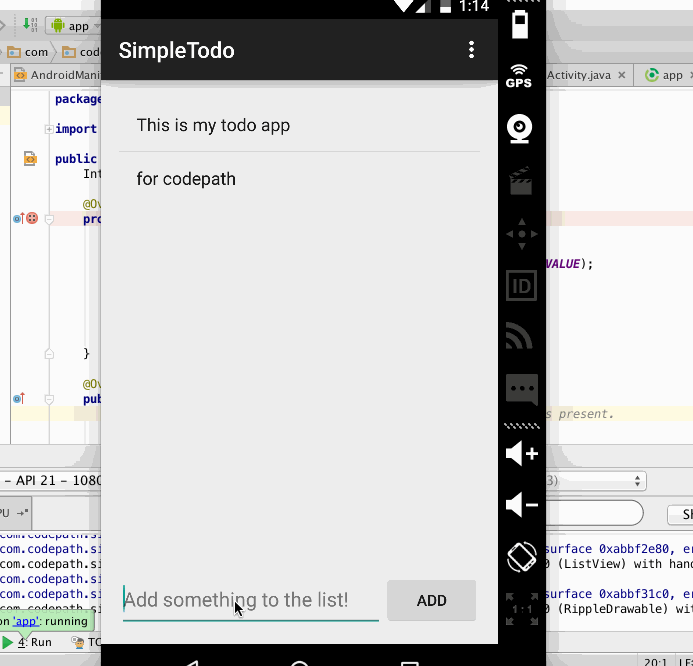 1:14
app
SimpleTodo
com
cod
AndroidMani
Activity.java
app
GPS
package
This is my todo app
import
public
for codepath
Int
@Ov
pro
VALUE);
ID
}
@Ov
pub
s present.
- API 21 - 1080
3)
PU
SH
com.codepath.si
com.codepath.si
surface 0xabbf2e80, er
com.codepath.si
0 (ListView) with hand
com.codepath.si
com.codepath.si
surface 0xabbf31c0, er
Add something to the list!
ADD
1:1
0 (RippleDrawable) wit
on 'app': running
4: Run
TO
20:1
LF